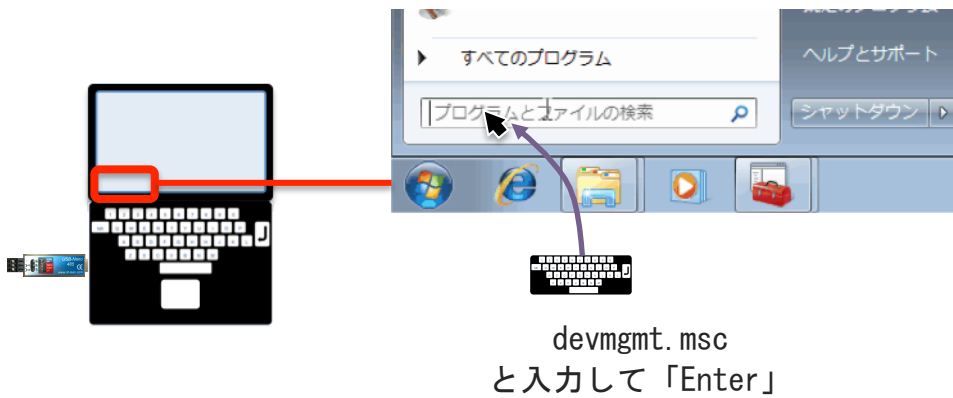 すべてのプログラム
ヘルプとサポート
プログラムとファイルの検索
シャットダウン
devmgmt.msc
と入力して「Enter」